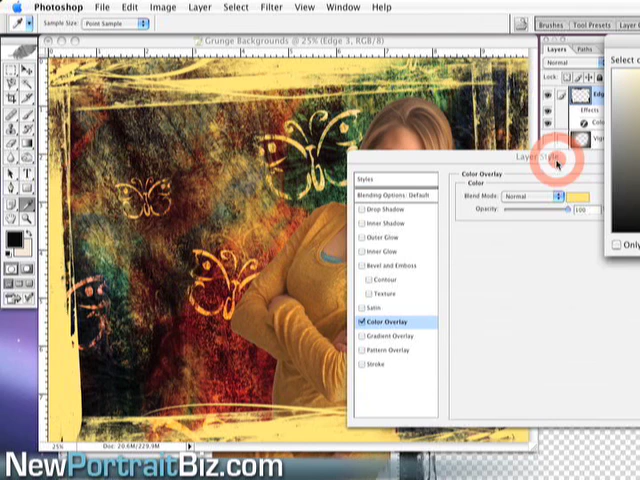 Photoshop File Edit Image Layer Select Filter View Window Help
Sample Size: Point Sample
Brushes Tool Presets Layer
Grunge Backgrounds @ 25% (Edge 3, RGB/8)
Layers Paths
Normal
Lock:
Effects
Select
Layer Style
Styles
Blending Options: Default
Drop Shadow
Inner Shadow
Outer Glow
Inner Glow
Bevel and Emboss
Contour
Texture
Satin
Color Overlay
Gradient Overlay
Pattern Overlay
Stroke
Color Overlay
Color
Blend Mode: Normal
Opacity: 100
Only
25% Doc: 20.6M/229.9M
NewPortraitBiz.com